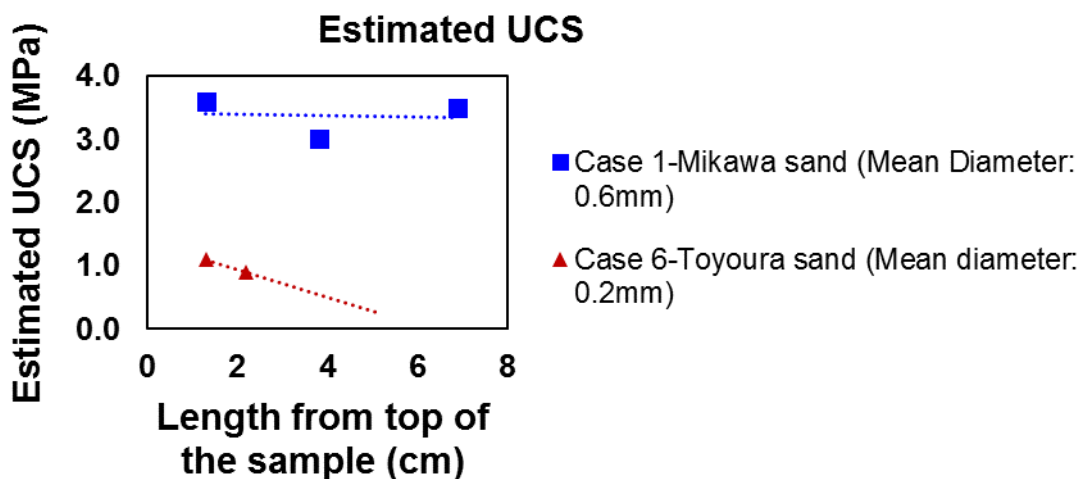 Estimated UCS
Estimated UCS (MPa)
4.0
3.0
2.0
1.0
0.0
0 2 4 6 8
Length from top of
the sample (cm)
Case 1-Mikawa sand (Mean Diameter:
0.6mm)
Case 6-Toyoura sand (Mean diameter:
0.2mm)